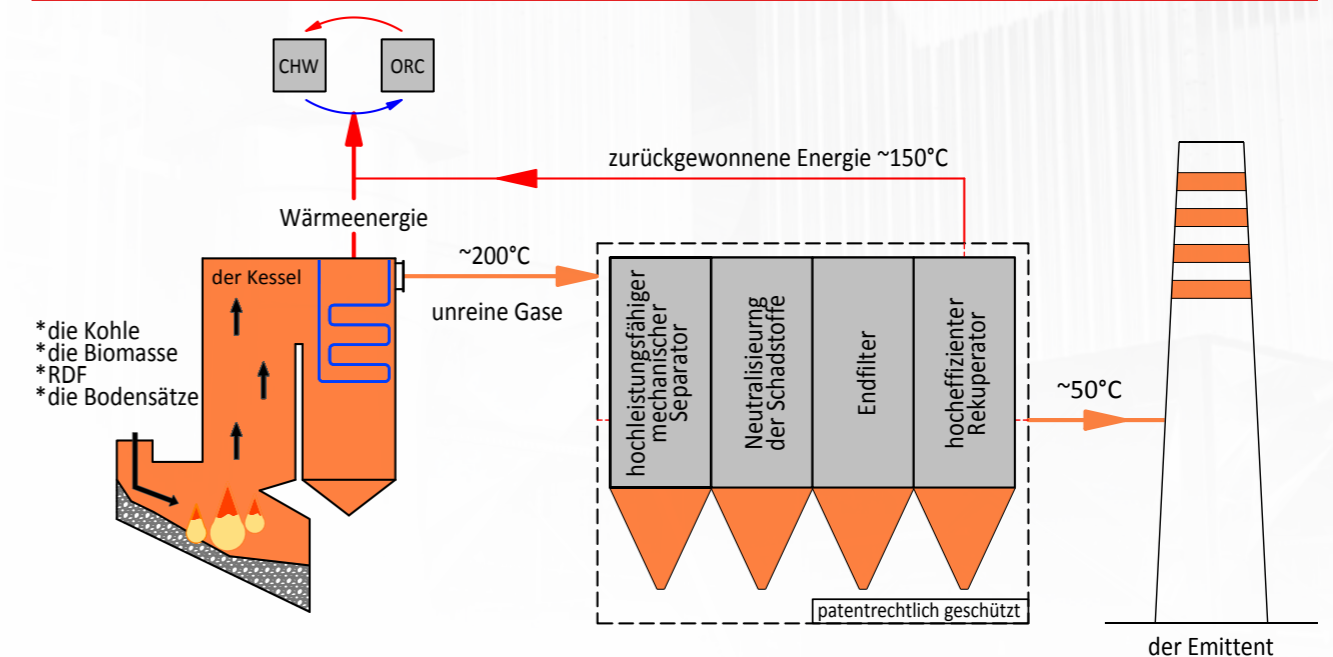 CHW
ORC
zurückgewonnene Energie ~150°C
Wärmeenergie
der Kessel
~200°C
unreine Gase
*die Kohle
*die Biomasse
*RDF
*die Bodensätze
hochleistungsfähiger
mechanischer
Separator
Neutralisieurng
der Schadstoffe
Endfilter
hocheffizienter
Rekuperator
~50°C
patentrechtlich geschützt
der Emittent